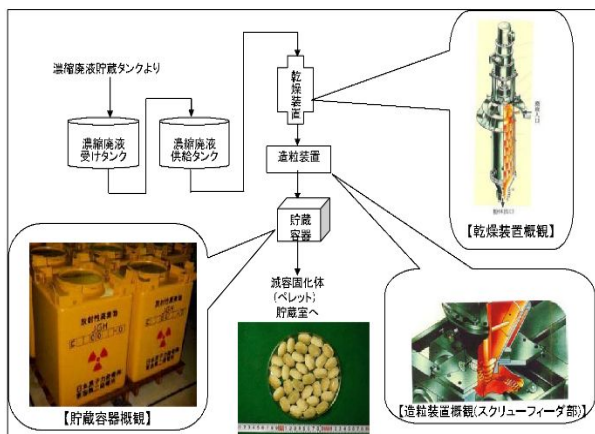 濃縮廃液貯蔵タンクより
濃縮廃液
受けタンク
濃縮廃液
供給タンク
乾燥装置
造粒装置
貯蔵
容器
減容固化体
(ペレット)
貯蔵室へ
【乾燥装置概観】
【貯蔵容器概観】
【造粒装置概観(スクリューフィーダ部)】